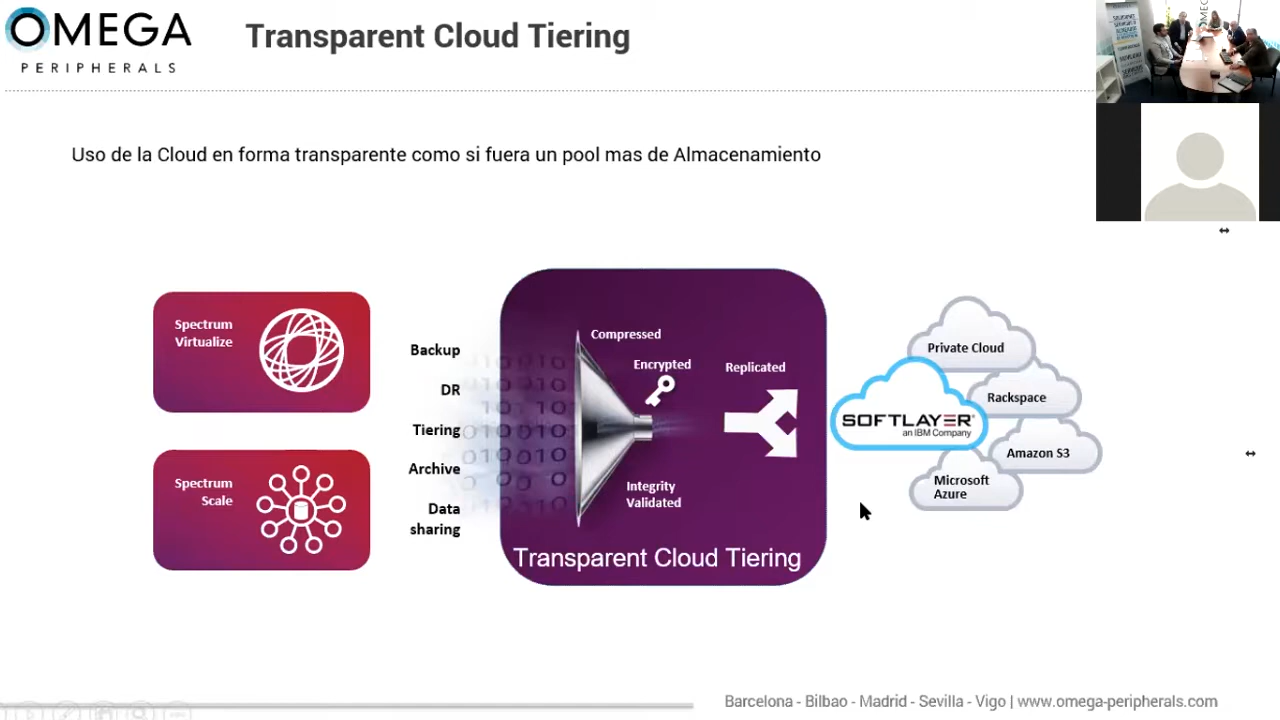 OMEGA
PERIPHERALS
Transparent Cloud Tiering
Uso de la Cloud en forma transparente como si fuera un pool mas de Almacenamiento
Spectrum
Virtualize
Spectrum
Scale
Backup
DR
Tiering
Archive
Data
sharing
Compressed
Encrypted
Replicated
Integrity
Validated
Transparent Cloud Tiering
Private Cloud
Rackspace
SOFTLAYER
an IBM Company
Amazon S3
Microsoft
Azure
Barcelona - Bilbao - Madrid - Sevilla - Vigo | www.omega-peripherals.com